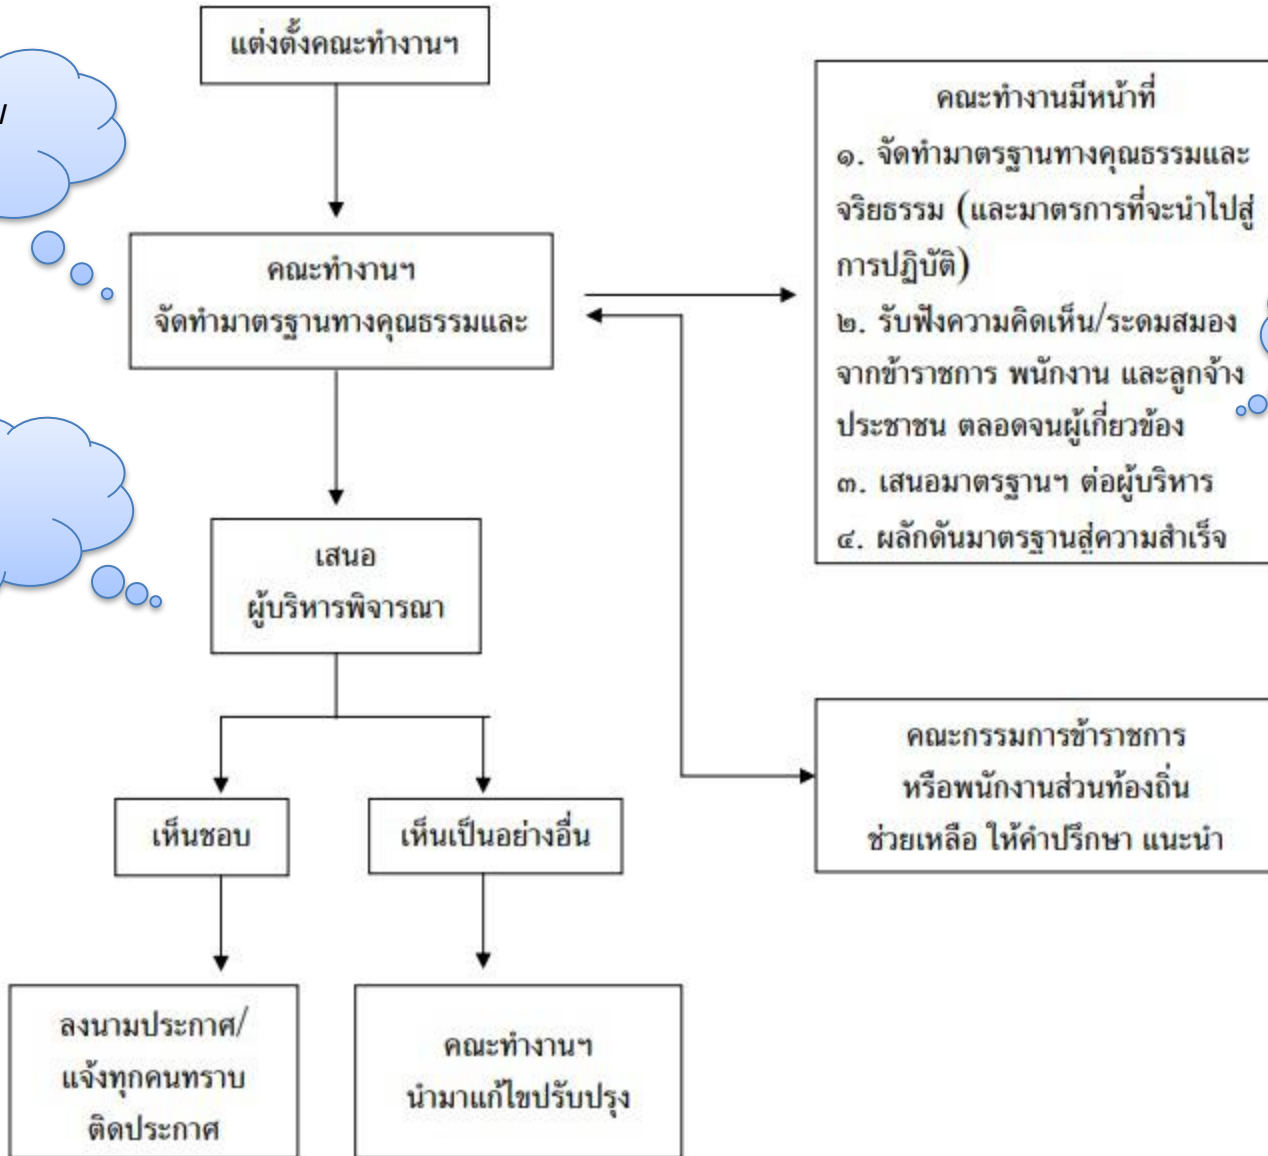 แต่งตั้งคณะทำงานฯ
คณะทำงานฯ
จัดทำมาตรฐานทางคุณธรรมและ
คณะทำงานมีหน้าที่
๑. จัดทำมาตรฐานทางคุณธรรมและ
จริยธรรม (และมาตรการที่จะนำไปสู่
การปฏิบัติ)
๒. รับฟังความคิดเห็น/ระดมสมอง
จากข้าราชการ พนักงาน และลูกจ้าง
ประชาชน ตลอดจนผู้เกี่ยวข้อง
๓. เสนอมาตรฐานฯ ต่อผู้บริหาร
๔. ผลักดันมาตรฐานสู่ความสำเร็จ
เสนอ
ผู้บริหารพิจารณา
คณะกรรมการข้าราชการ
หรือพนักงานส่วนท้องถิ่น
ช่วยเหลือ ให้คำปรึกษา แนะนำ
เห็นชอบ
เห็นเป็นอย่างอื่น
ลงนามประกาศ/
แจ้งทุกคนทราบ
ติดประกาศ
คณะทำงานฯ
นำมาแก้ไขปรับปรุง